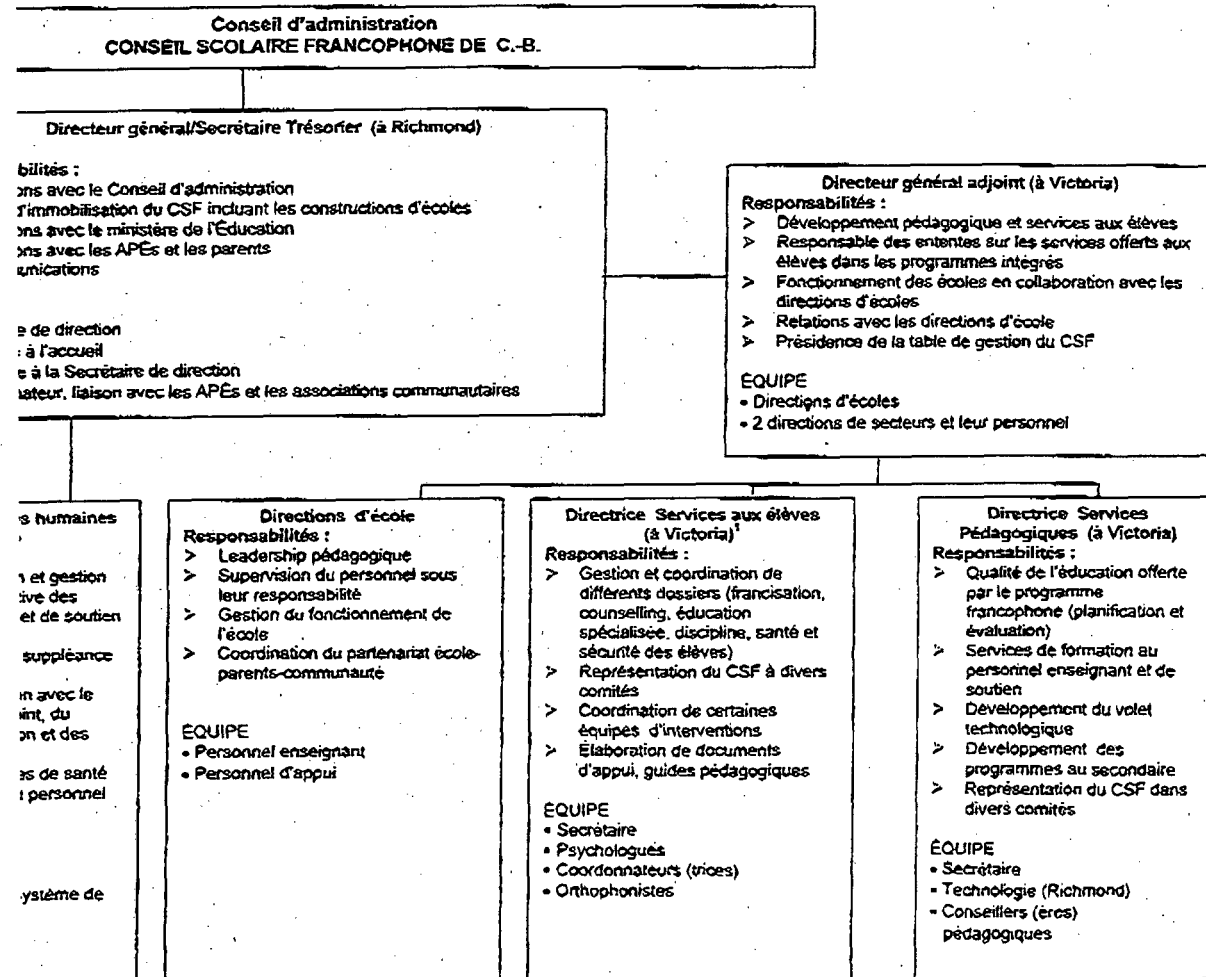 Conseil d'administration
CONSEIL SCOLAIRE FRANCOPHONE DE C.-B.
Directeur général/Secrétaire Trésorier (à Richmond)
bilités :
ons avec le Conseil d'administration
d'immobilisation du CSF incluant les constructions d'écoles
ons avec le ministère de l'Éducation
ons avec les APÉs et les parents
unications
e de direction
à l'accueil
e à la Secrétaire de direction
nateur, liaison avec les APÉs et les associations communautaires
Directeur général adjoint (à Victoria)
Responsabilités :
> Développement pédagogique et services aux élèves
> Responsable des ententes sur les services offerts aux
élèves dans les programmes intégrés
> Fonctionnement des écoles en collaboration avec les
directions d'écoles
> Relations avec les directions d'école
> Présidence de la table de gestion du CSF
ÉQUIPE
• Directions d'écoles
• 2 directions de secteurs et leur personnel
s humaines
n et gestion
ive des
et de soutien
suppléance
on avec le
oint, du
on et des
es de santé
personnel
ystème de
Directions d'école
Responsabilités :
> Leadership pédagogique
> Supervision du personnel sous
leur responsabilité
> Gestion du fonctionnement de
l'école
> Coordination du partenariat école-
parents-communauté
ÉQUIPE
• Personnel enseignant
• Personnel d'appui
Directrice Services aux élèves
(à Victoria)¹
Responsabilités :
> Gestion et coordination de
différents dossiers (francisation,
counselling, éducation
spécialisée, discipline, santé et
sécurité des élèves)
> Représentation du CSF à divers
comités
> Coordination de certaines
équipes d'interventions
> Élaboration de documents
d'appui, guides pédagogiques
ÉQUIPE
• Secrétaire
• Psychologues
• Coordonnateurs (trices)
• Orthophonistes
Directrice Services
Pédagogiques (à Victoria)
Responsabilités :
> Qualité de l'éducation offerte
par le programme
francophone (planification et
évaluation)
> Services de formation au
personnel enseignant et de
soutien
> Développement du volet
technologique
> Développement des
programmes au secondaire
> Représentation du CSF dans
divers comités
ÉQUIPE
• Secrétaire
• Technologie (Richmond)
• Conseillers (ères)
pédagogiques